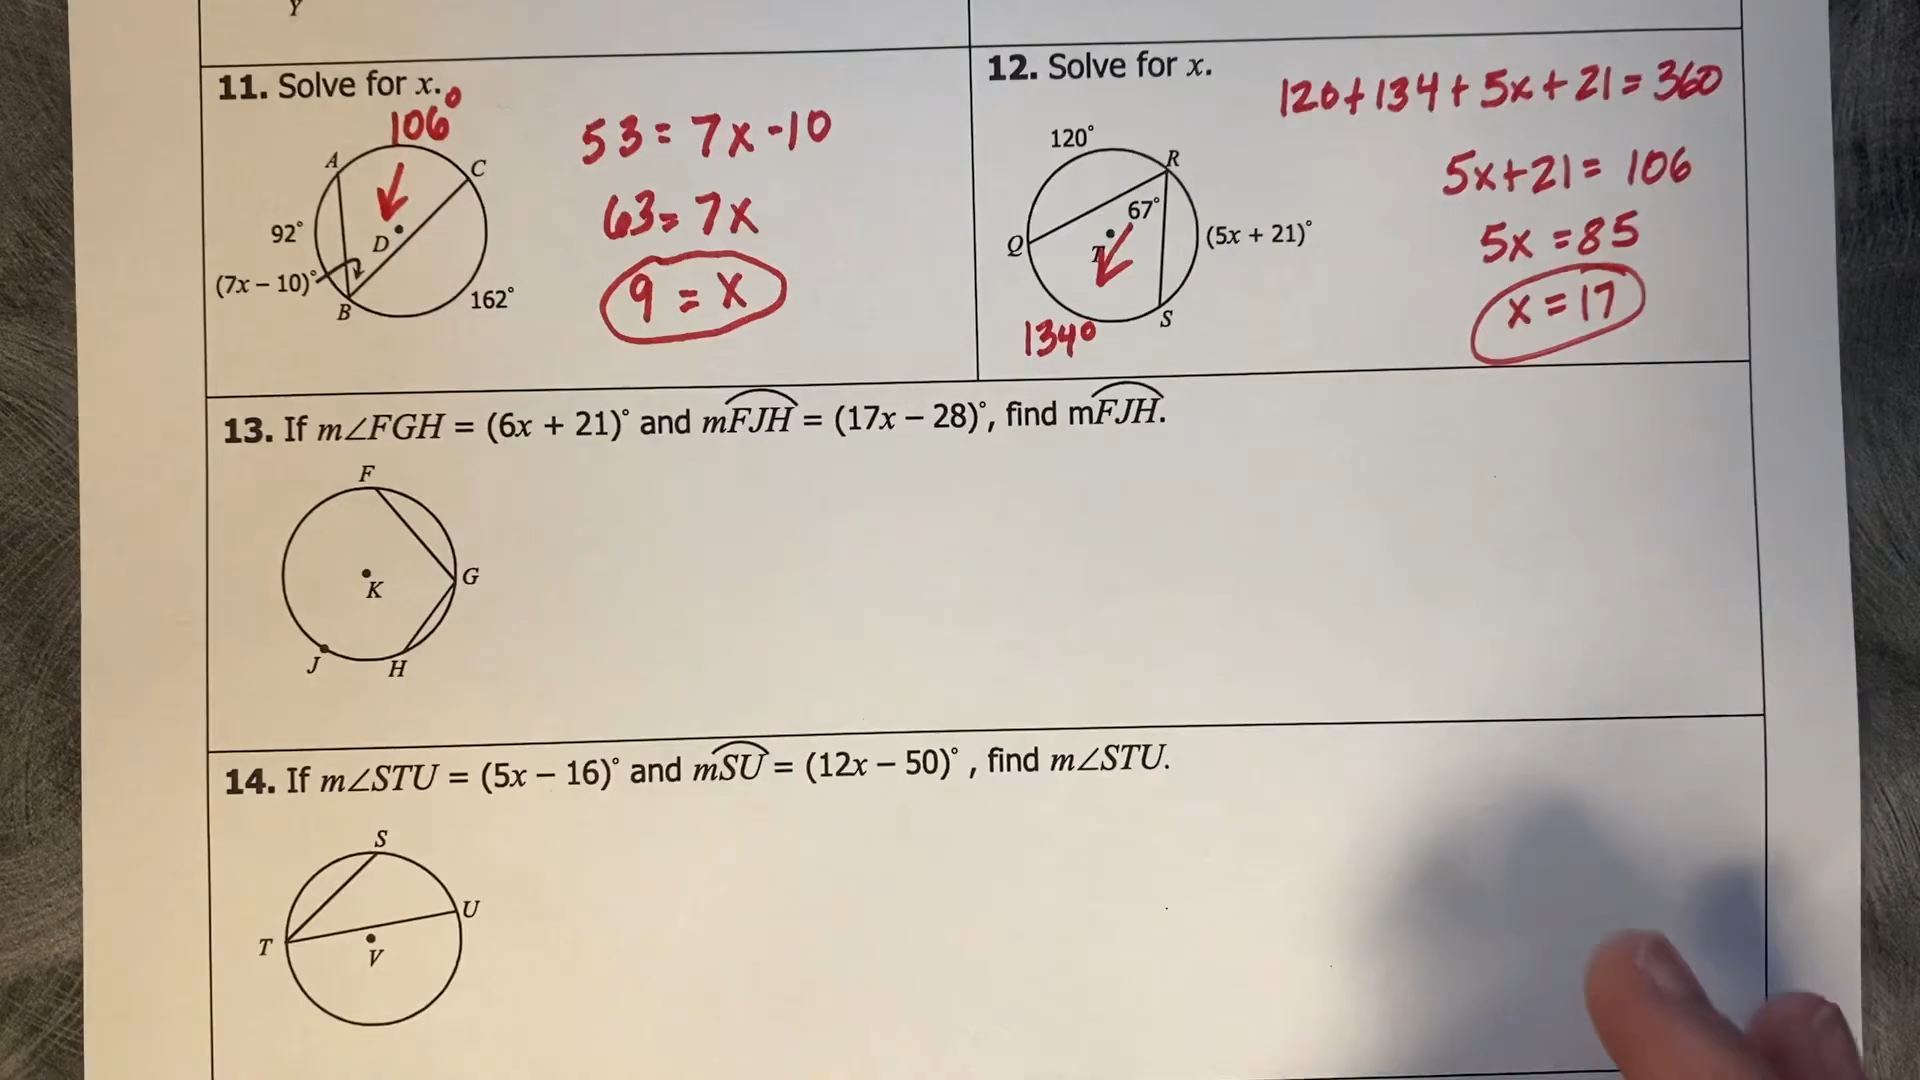 Y
11. Solve for x.
106°
A
C
92°
D
(7x – 10)°
B
162°
53 = 7x - 10
63 = 7x
9 = x
12. Solve for x.
120°
R
67°
Q
(5x + 21)°
S
134°
120 + 134 + 5x + 21 = 360
5x + 21 = 106
5x = 85
x = 17
13. If m∠FGH = (6x + 21)° and mFJH = (17x – 28)°, find mFJH.
F
G
K
J
H
14. If m∠STU = (5x – 16)° and mSU = (12x – 50)° , find m∠STU.
S
U
T
V